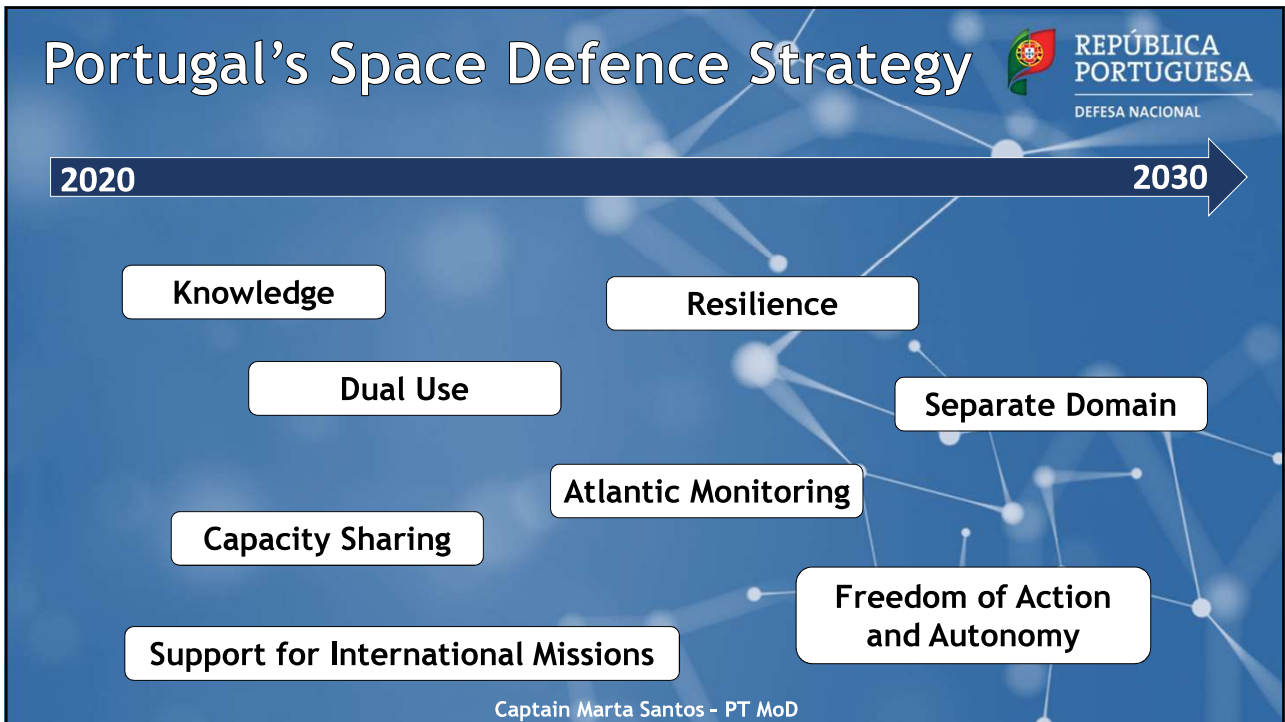 Portugal's Space Defence Strategy
REPÚBLICA
PORTUGUESA
DEFESA NACIONAL
2020
2030
Knowledge
Resilience
Dual Use
Separate Domain
Atlantic Monitoring
Capacity Sharing
Freedom of Action
and Autonomy
Support for International Missions
Captain Marta Santos - PT MoD